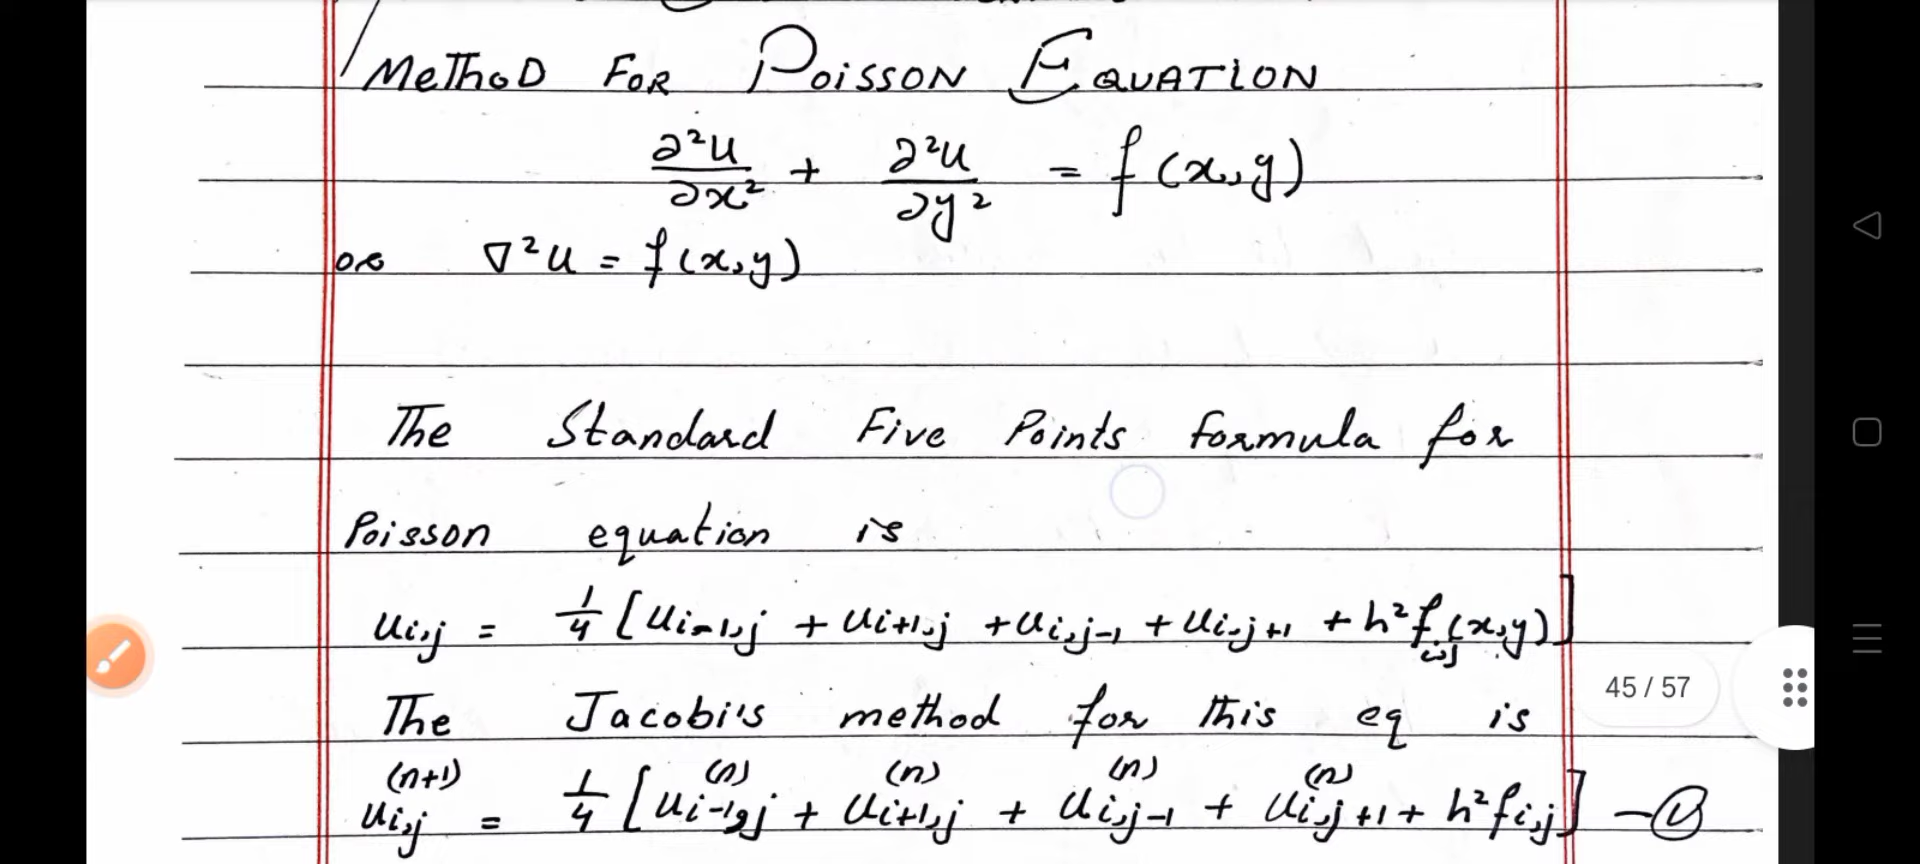 METHOD FOR POISSON EQUATION
∂²u/∂x² + ∂²u/∂y² = f(x,y)
or ∇²u = f(x,y)
The Standard Five Points formula for
Poisson equation is
uᵢ,ⱼ = 1/4 [uᵢ₋₁,ⱼ + uᵢ₊₁,ⱼ + uᵢ,ⱼ₋₁ + uᵢ,ⱼ₊₁ + h²fᵢ,ⱼ(x,y)]
45 / 57
The Jacobi's method for this eq is
uᵢ,ⱼ⁽ⁿ⁺¹⁾ = 1/4 [uᵢ₋₁,ⱼ⁽ⁿ⁾ + uᵢ₊₁,ⱼ⁽ⁿ⁾ + uᵢ,ⱼ₋₁⁽ⁿ⁾ + uᵢ,ⱼ₊₁⁽ⁿ⁾ + h²fᵢ,ⱼ] —①